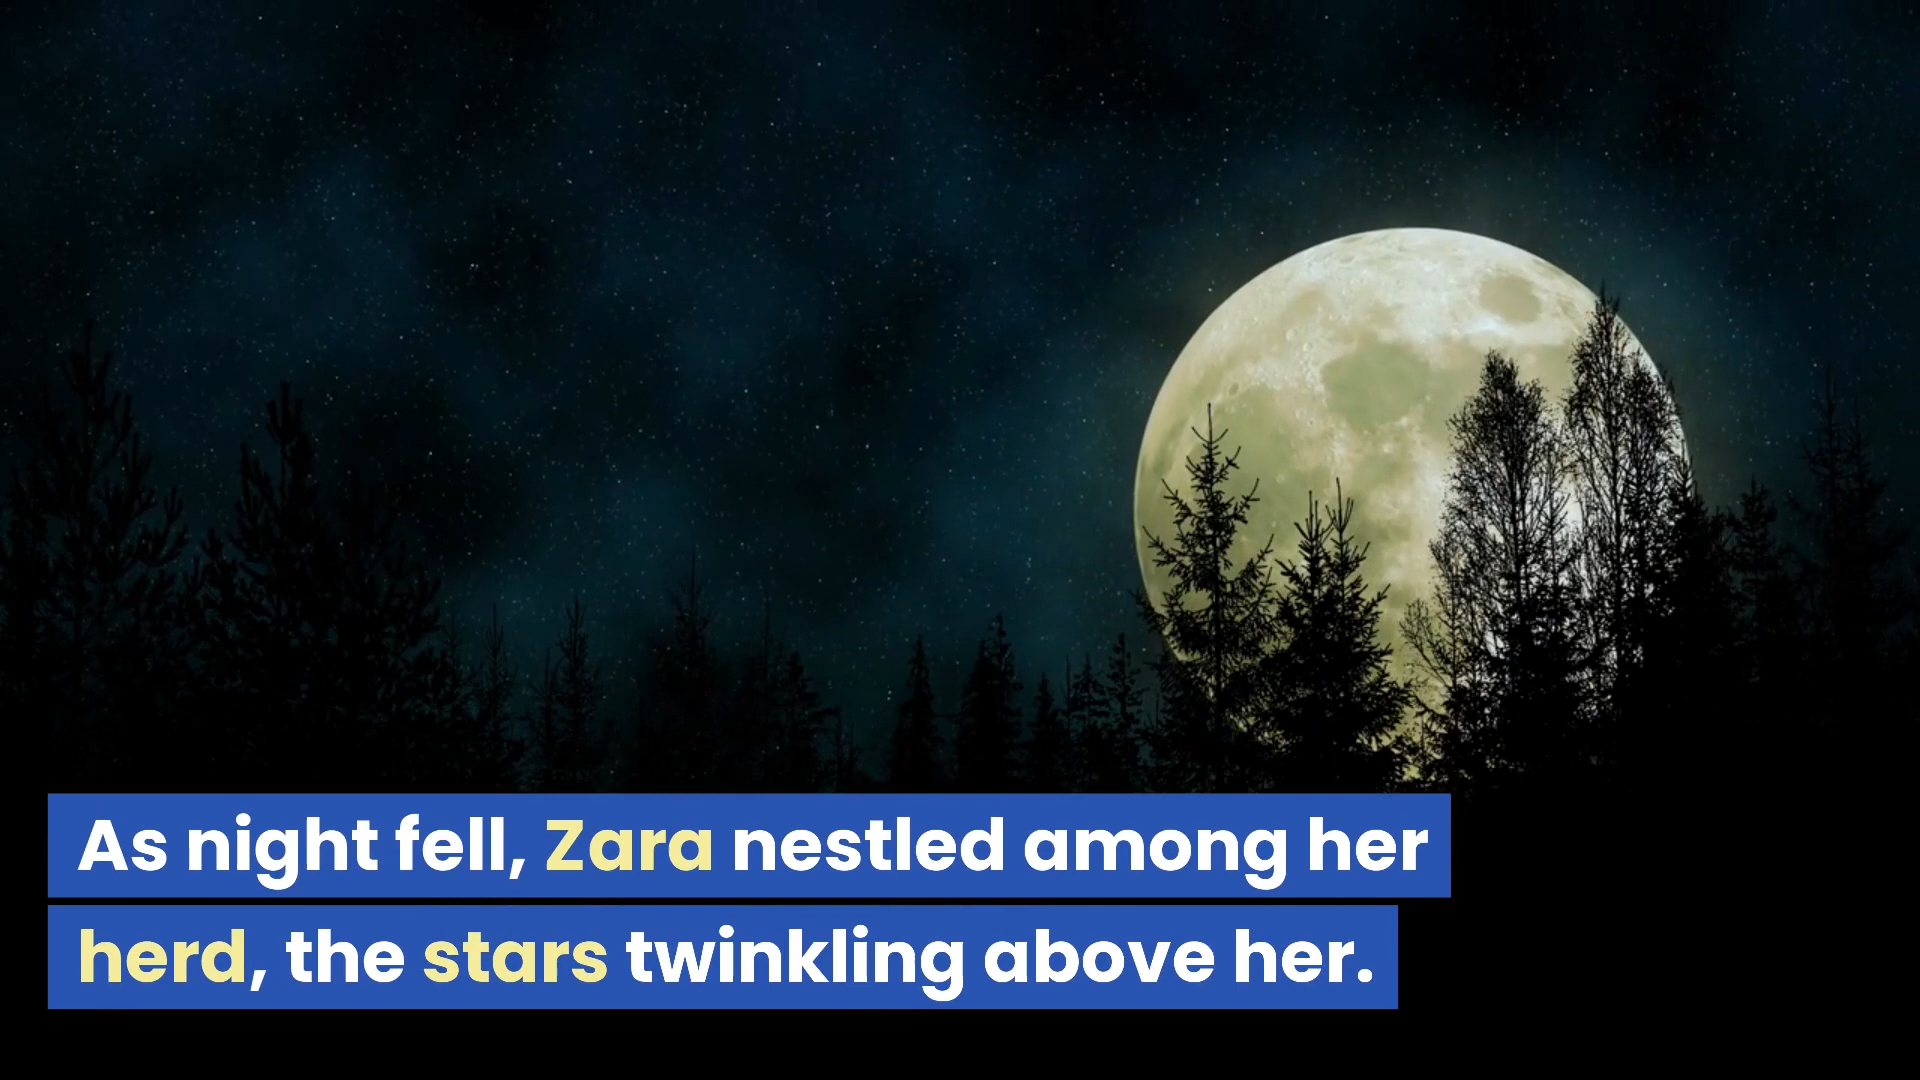 As night fell, Zara nestled among her
herd, the stars twinkling above her.